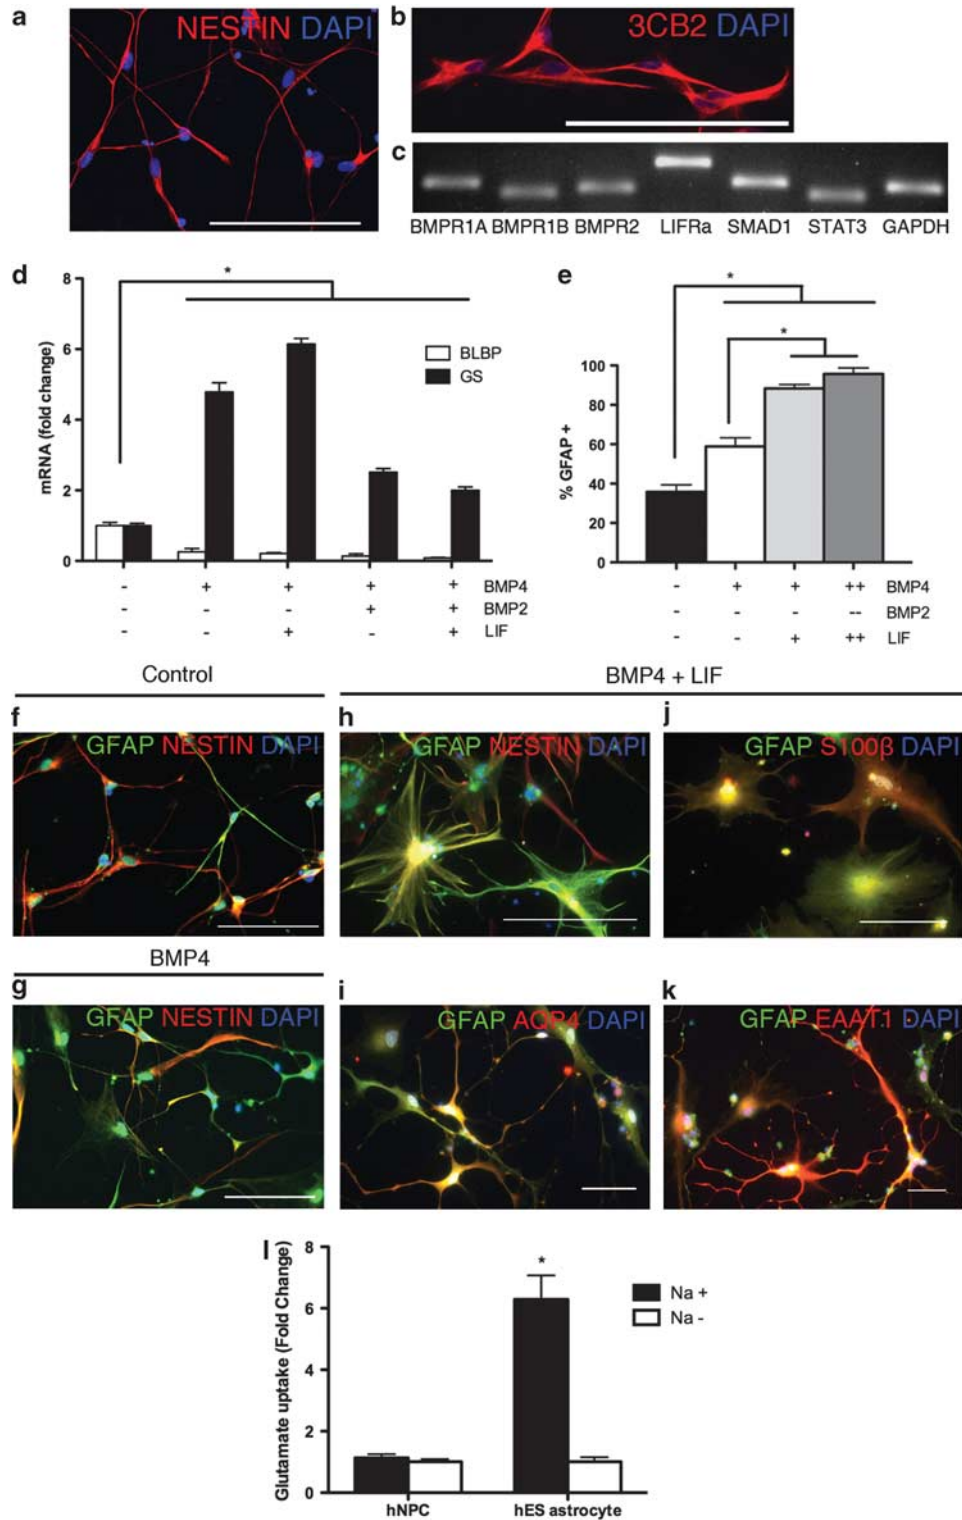 a
NESTIN DAPI
b
3CB2 DAPI
c
BMPR1A BMPR1B BMPR2 LIFRa SMAD1 STAT3 GAPDH
d
*
8
6
4
2
0
mRNA (fold change)
BLBP
GS
- + + + + BMP4
- - - + + BMP2
- - + - + LIF
e
*
*
100
80
60
40
20
0
% GFAP +
- + + ++ BMP4
- - - -- BMP2
- - + ++ LIF
Control
BMP4 + LIF
f
GFAP NESTIN DAPI
h
GFAP NESTIN DAPI
j
GFAP S100β DAPI
BMP4
g
GFAP NESTIN DAPI
i
GFAP AQP4 DAPI
k
GFAP EAAT1 DAPI
l
*
8
6
4
2
0
Glutamate uptake (Fold Change)
Na +
Na -
hNPC hES astrocyte